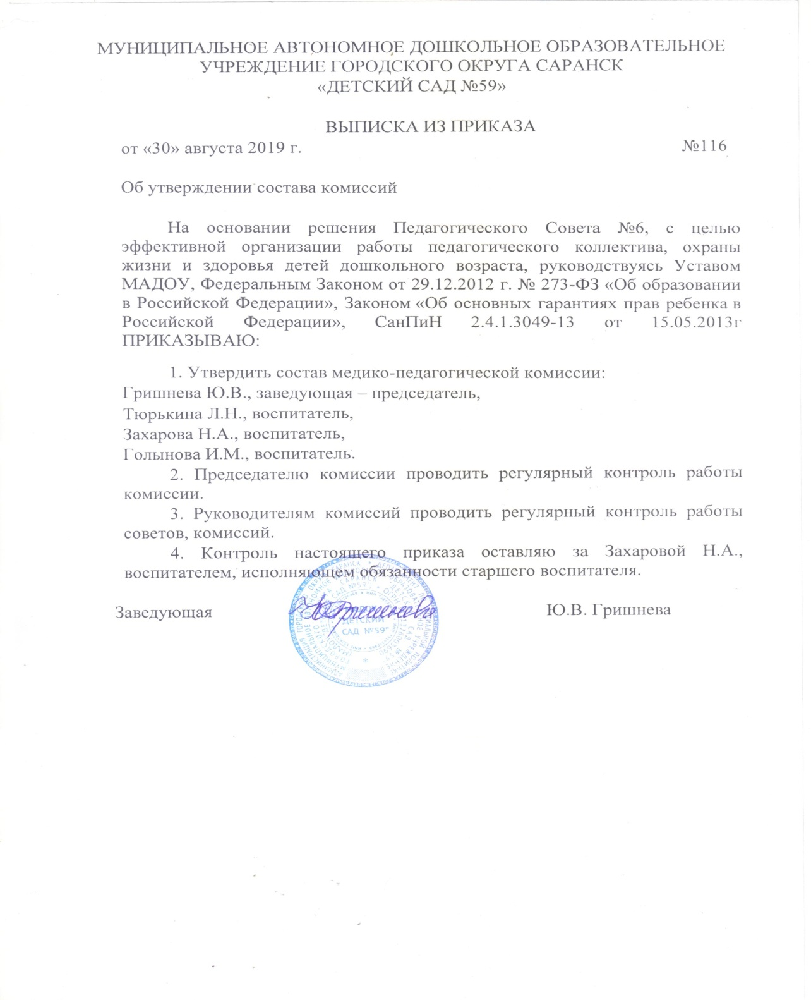 МУНИЦИПАЛЬНОЕ АВТОНОМНОЕ ДОШКОЛЬНОЕ ОБРАЗОВАТЕЛЬНОЕ
УЧРЕЖДЕНИЕ ГОРОДСКОГО ОКРУГА САРАНСК
«ДЕТСКИЙ САД №59»
ВЫПИСКА ИЗ ПРИКАЗА
от «30» августа 2019 г. №116
Об утверждении состава комиссий
На основании решения Педагогического Совета №6, с целью
эффективной организации работы педагогического коллектива, охраны
жизни и здоровья детей дошкольного возраста, руководствуясь Уставом
МАДОУ, Федеральным Законом от 29.12.2012 г. № 273-ФЗ «Об образовании
в Российской Федерации», Законом «Об основных гарантиях прав ребенка в
Российской Федерации», СанПиН 2.4.1.3049-13 от 15.05.2013г
ПРИКАЗЫВАЮ:
1. Утвердить состав медико-педагогической комиссии:
Гришнева Ю.В., заведующая – председатель,
Тюрькина Л.Н., воспитатель,
Захарова Н.А., воспитатель,
Голынова И.М., воспитатель.
2. Председателю комиссии проводить регулярный контроль работы
комиссии.
3. Руководителям комиссий проводить регулярный контроль работы
советов, комиссий.
4. Контроль настоящего приказа оставляю за Захаровой Н.А.,
воспитателем, исполняющем обязанности старшего воспитателя.
Заведующая Ю.В. Гришнева
ДЕТСКИЙ
САД №59"